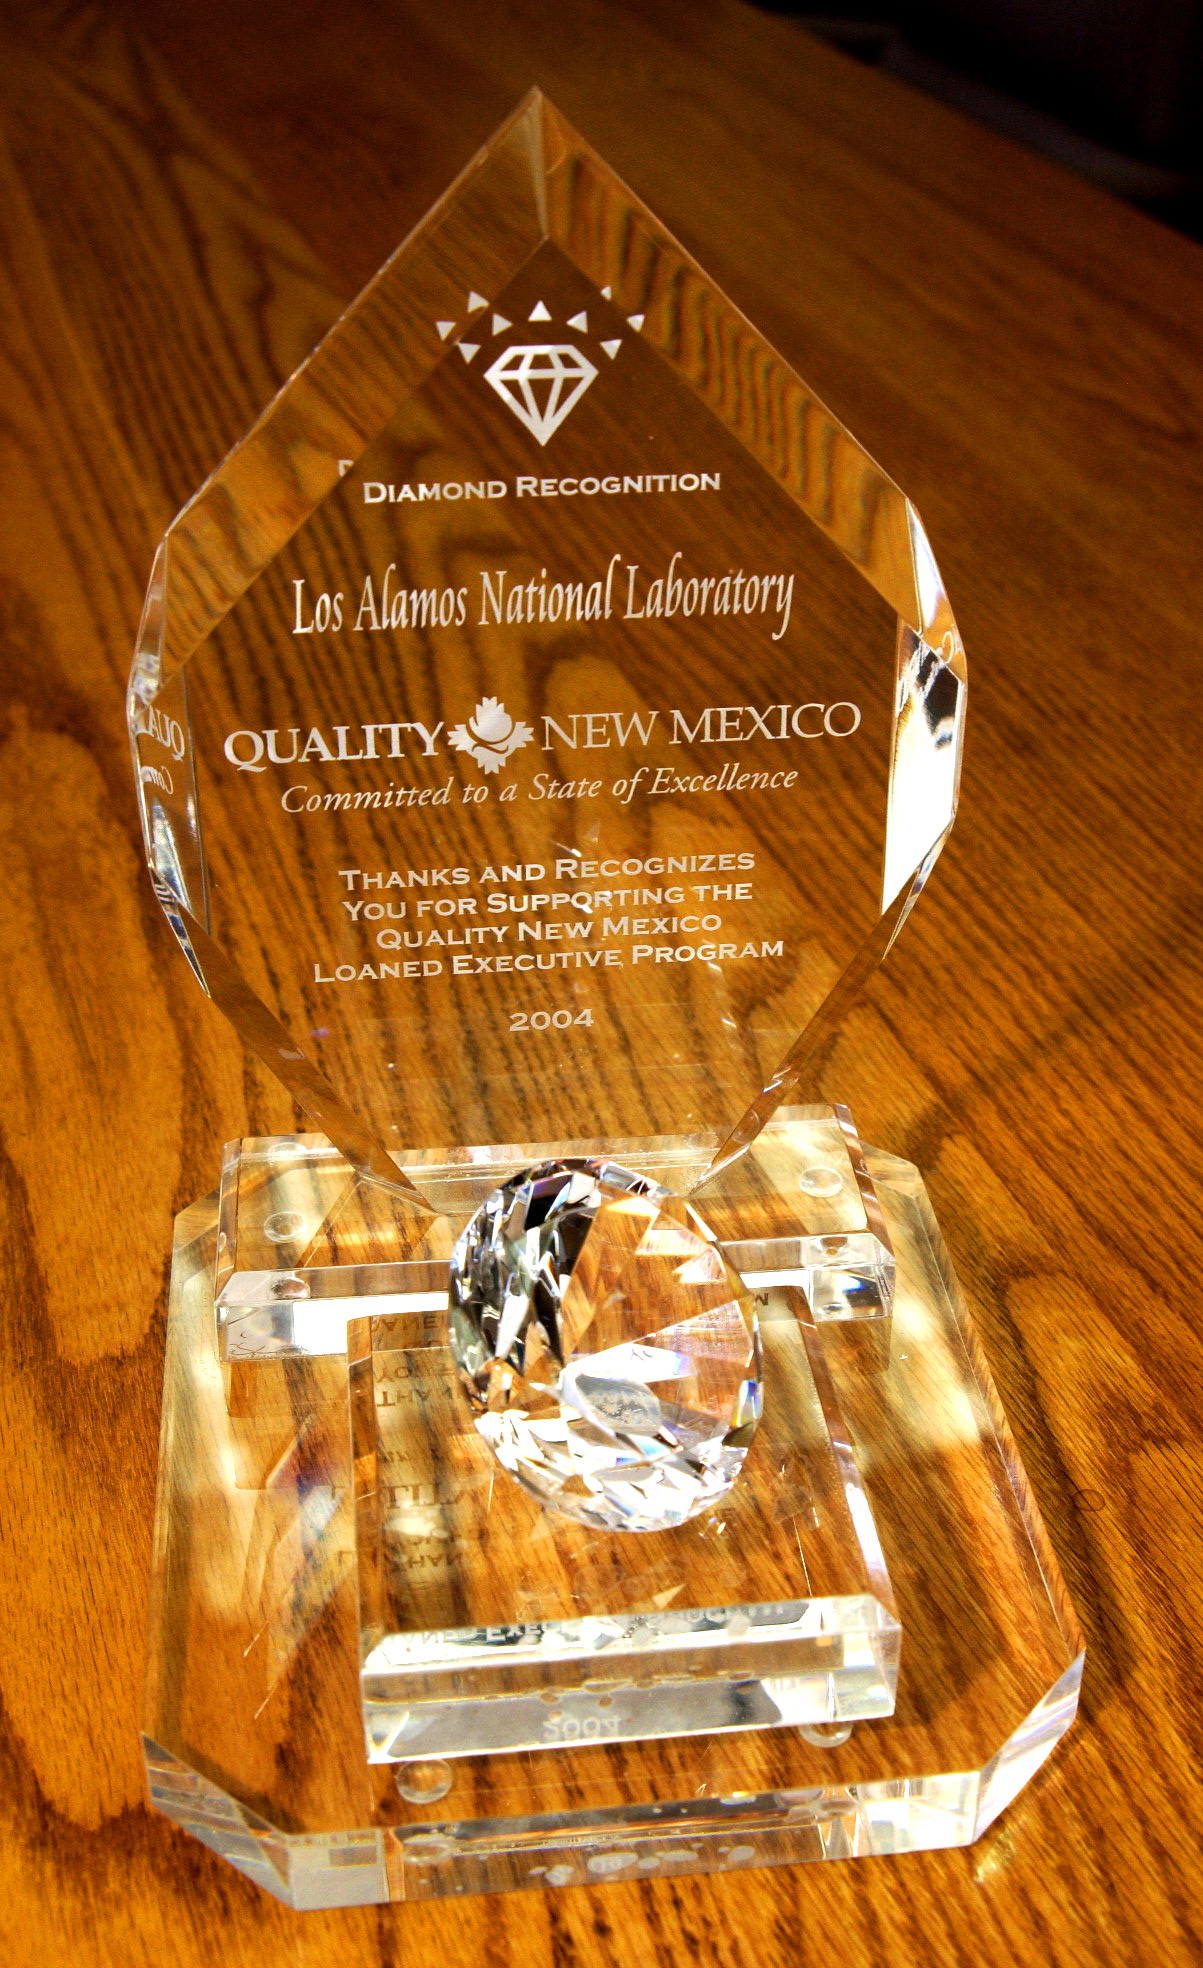 DIAMOND RECOGNITION
Los Alamos National Laboratory
QUALITY NEW MEXICO
Committed to a State of Excellence
THANKS AND RECOGNIZES
YOU FOR SUPPORTING THE
QUALITY NEW MEXICO
LOANED EXECUTIVE PROGRAM
2004